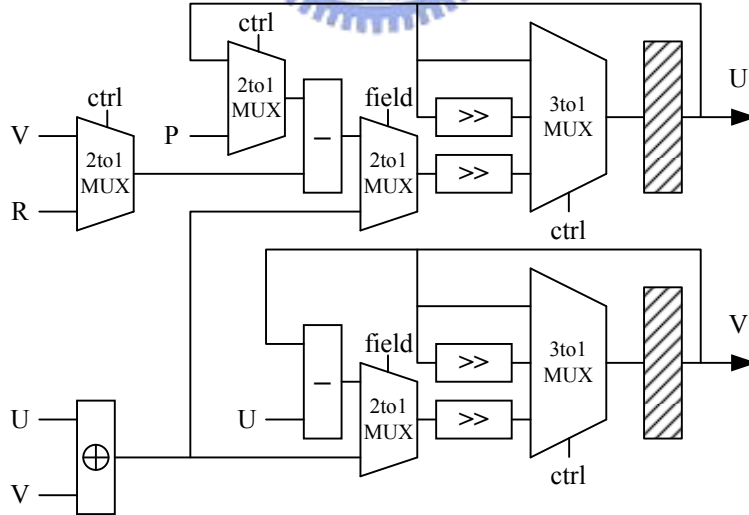 ctrl
2to1
MUX
P
−
field
2to1
MUX
>>
>>
3to1
MUX
ctrl
U
ctrl
V
R
2to1
MUX
U
−
field
2to1
MUX
>>
>>
3to1
MUX
ctrl
V
U
V
⊕